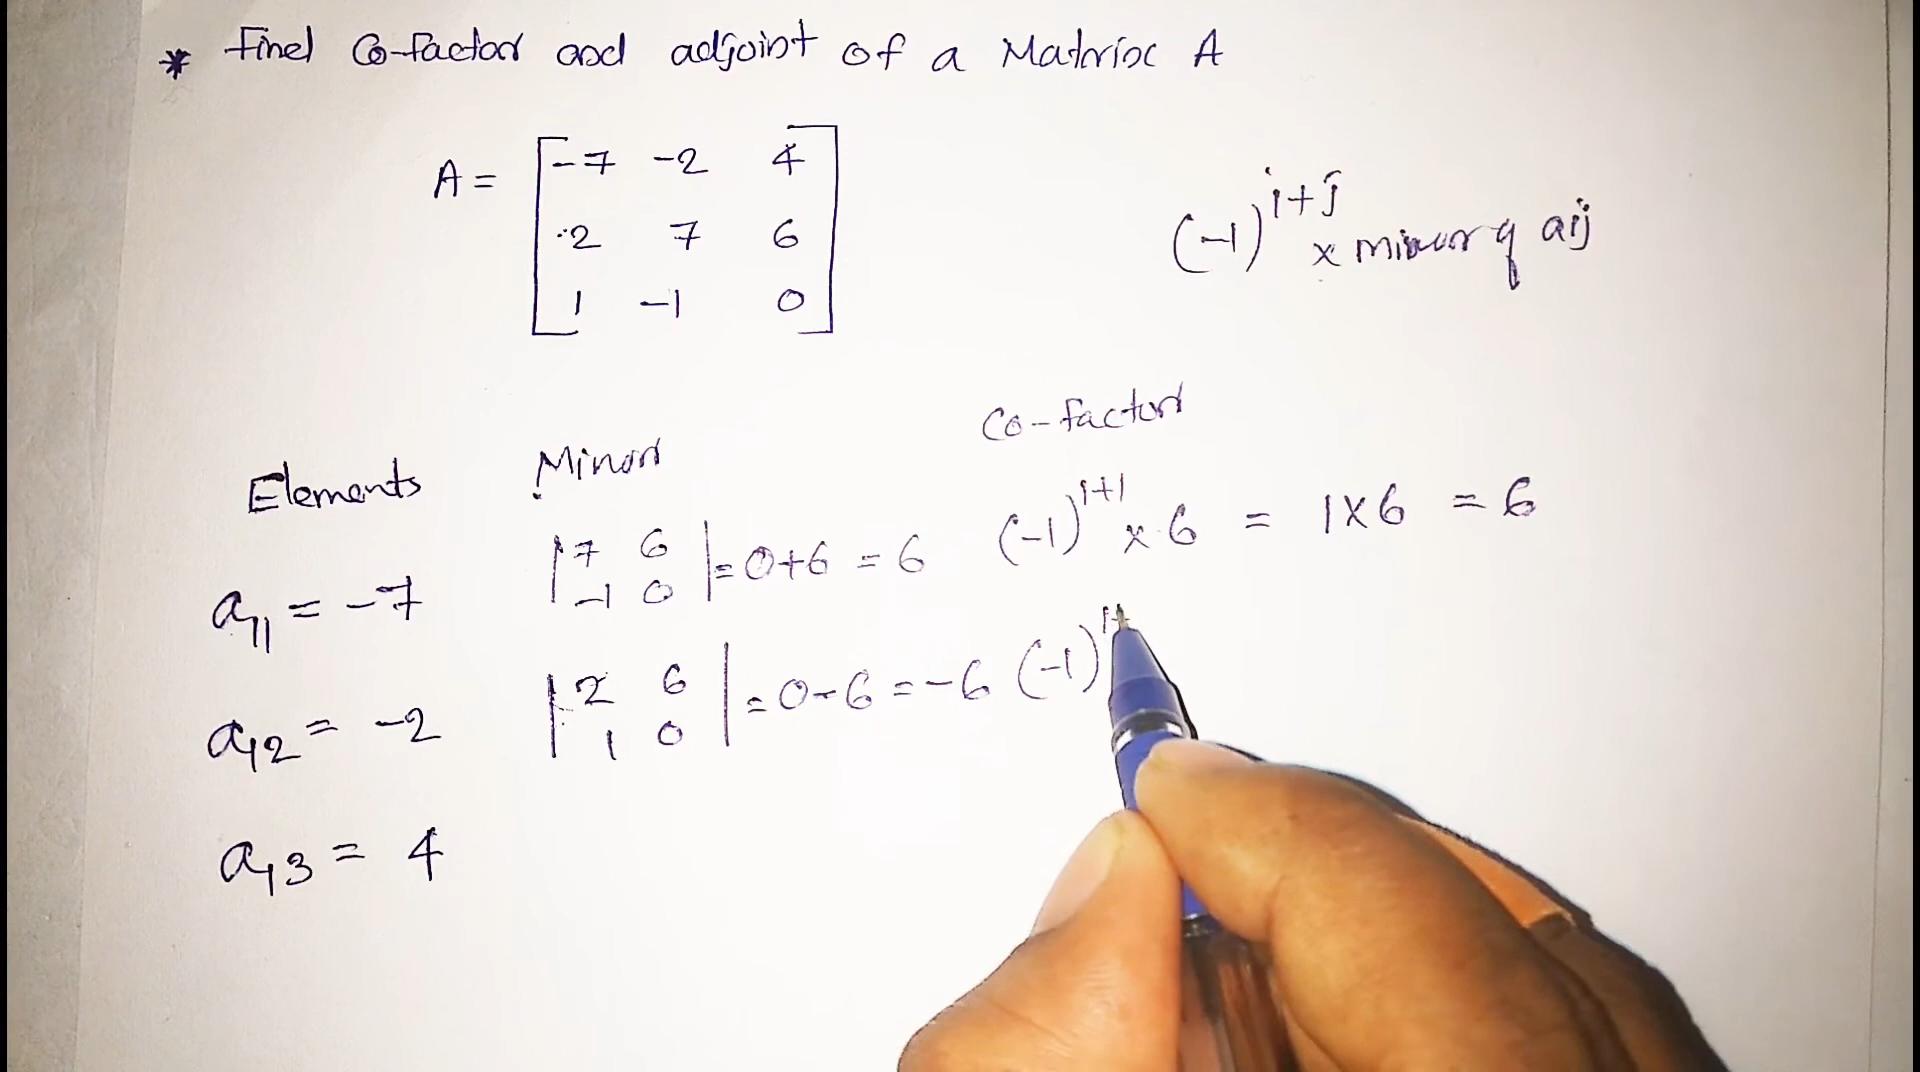 * Find Co-factor and adjoint of a Matrix A
A = [ -7 -2 4
2 7 6
1 -1 0 ]
(-1)^i+j x minor of aij
Elements Minor Co-factor
a11 = -7 | 7 6 -1 0 | = 0+6 = 6 (-1)^1+1 x 6 = 1x6 = 6
a12 = -2 | 2 6 1 0 | = 0-6 = -6 (-1)^1+
a13 = 4